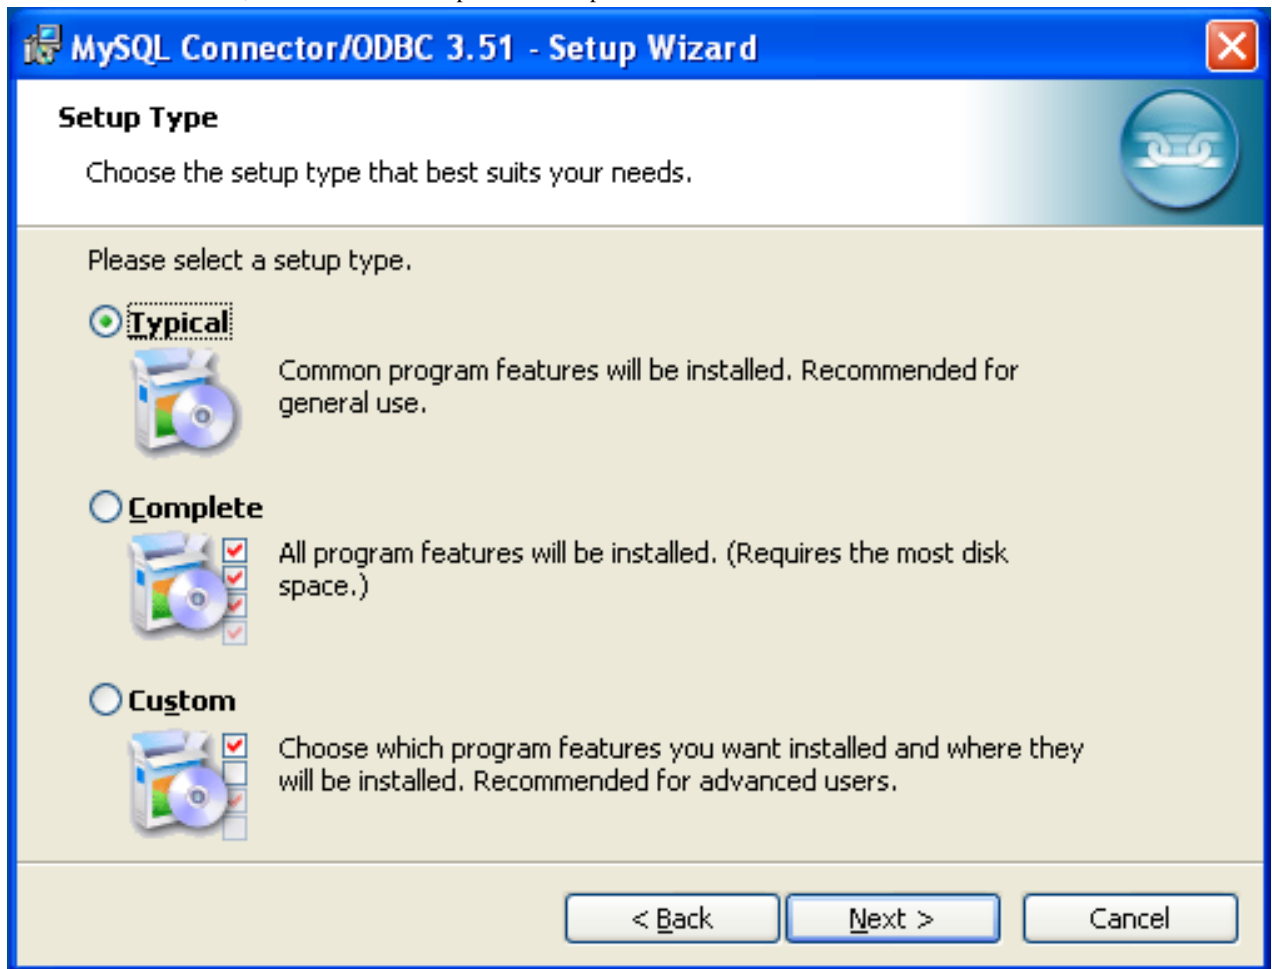 MySQL Connector/ODBC 3.51 - Setup Wizard
Setup Type
Choose the setup type that best suits your needs.
Please select a setup type.
Typical
Common program features will be installed. Recommended for
general use.
Complete
All program features will be installed. (Requires the most disk
space.)
Custom
Choose which program features you want installed and where they
will be installed. Recommended for advanced users.
< Back
Next >
Cancel